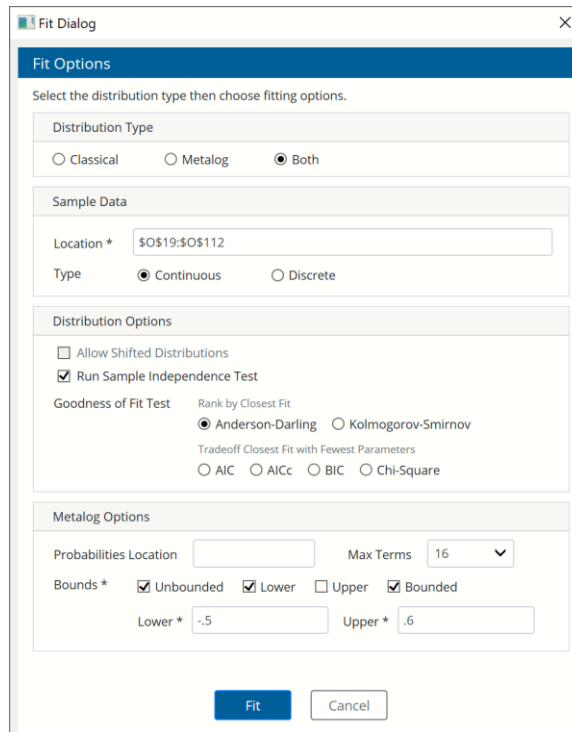 Fit Dialog
Fit Options
Select the distribution type then choose fitting options.
Distribution Type
Classical Metalog Both
Sample Data
Location * $O$19:$O$112
Type Continuous Discrete
Distribution Options
Allow Shifted Distributions
Run Sample Independence Test
Goodness of Fit Test Rank by Closest Fit
Anderson-Darling Kolmogorov-Smirnov
Tradeoff Closest Fit with Fewest Parameters
AIC AICc BIC Chi-Square
Metalog Options
Probabilities Location Max Terms 16
Bounds * Unbounded Lower Upper Bounded
Lower * -.5 Upper * .6
Fit Cancel